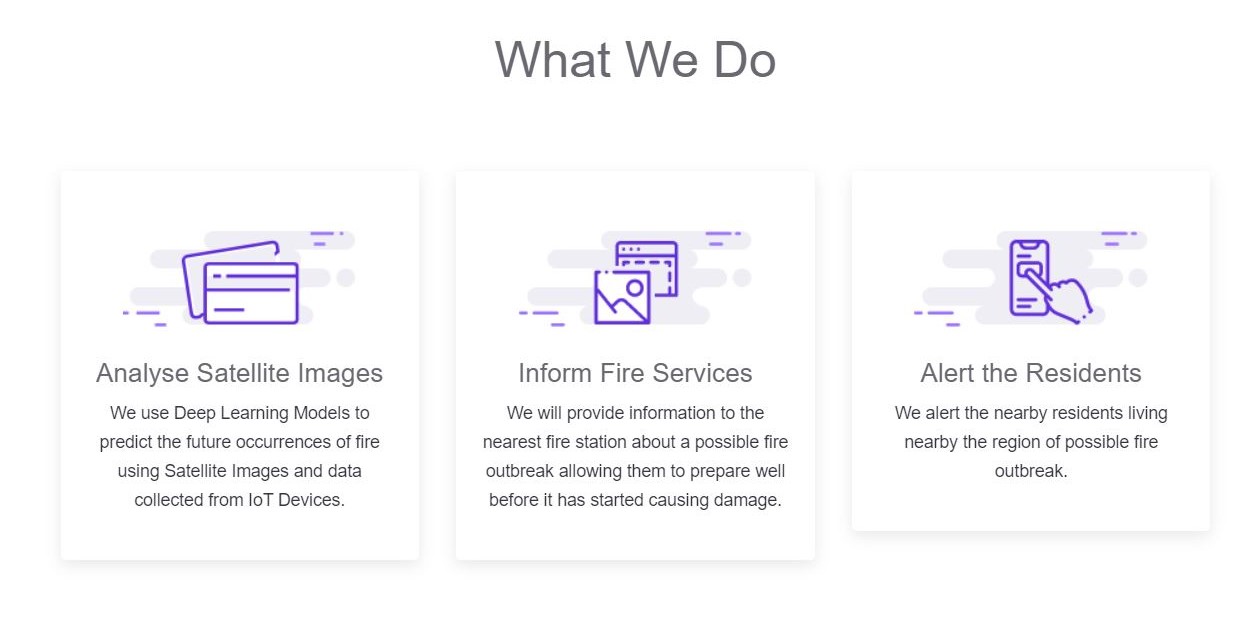 What We Do
Analyse Satellite Images
We use Deep Learning Models to
predict the future occurrences of fire
using Satellite Images and data
collected from IoT Devices.
Inform Fire Services
We will provide information to the
nearest fire station about a possible fire
outbreak allowing them to prepare well
before it has started causing damage.
Alert the Residents
We alert the nearby residents living
nearby the region of possible fire
outbreak.